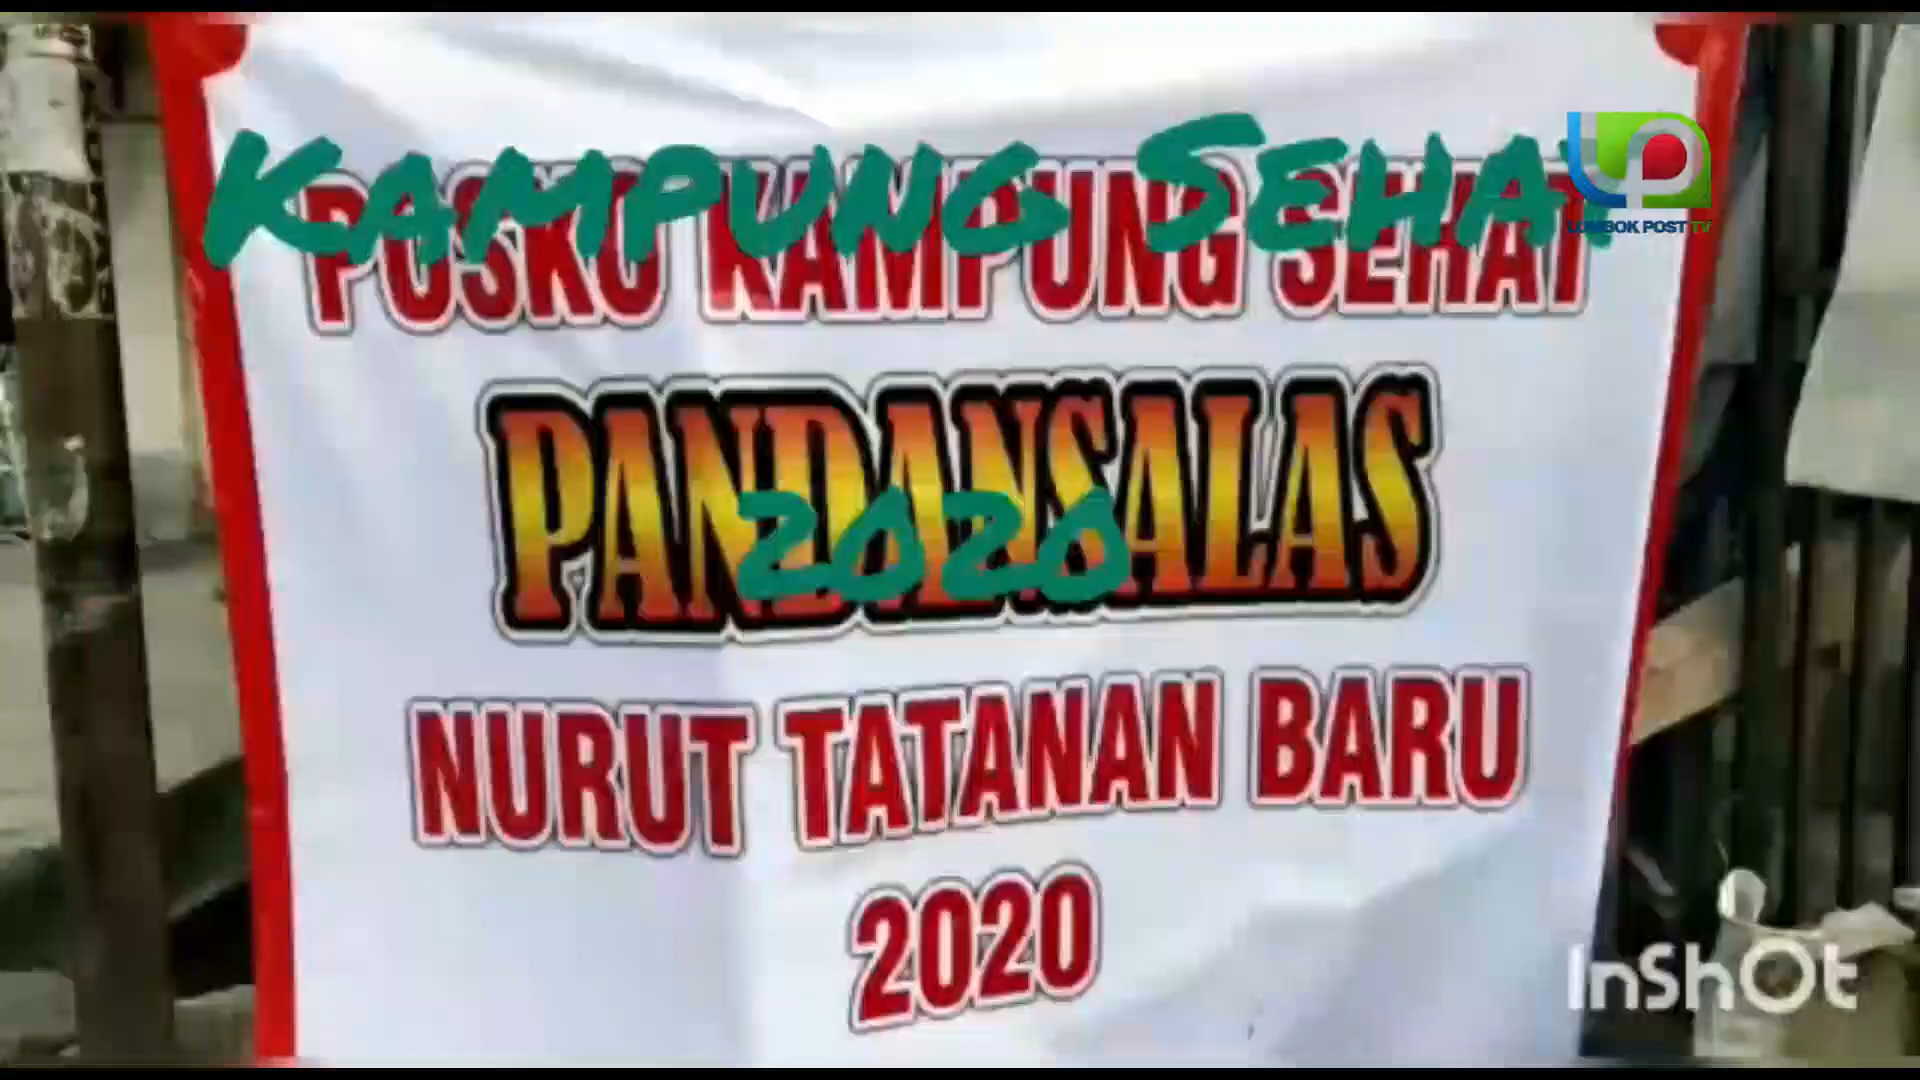 KAMPUNG SEHAT
POSKO KAMPUNG SEHAT
LOMBOK POST TV
PANDANSALAS
2020
NURUT TATANAN BARU
2020
InShOt